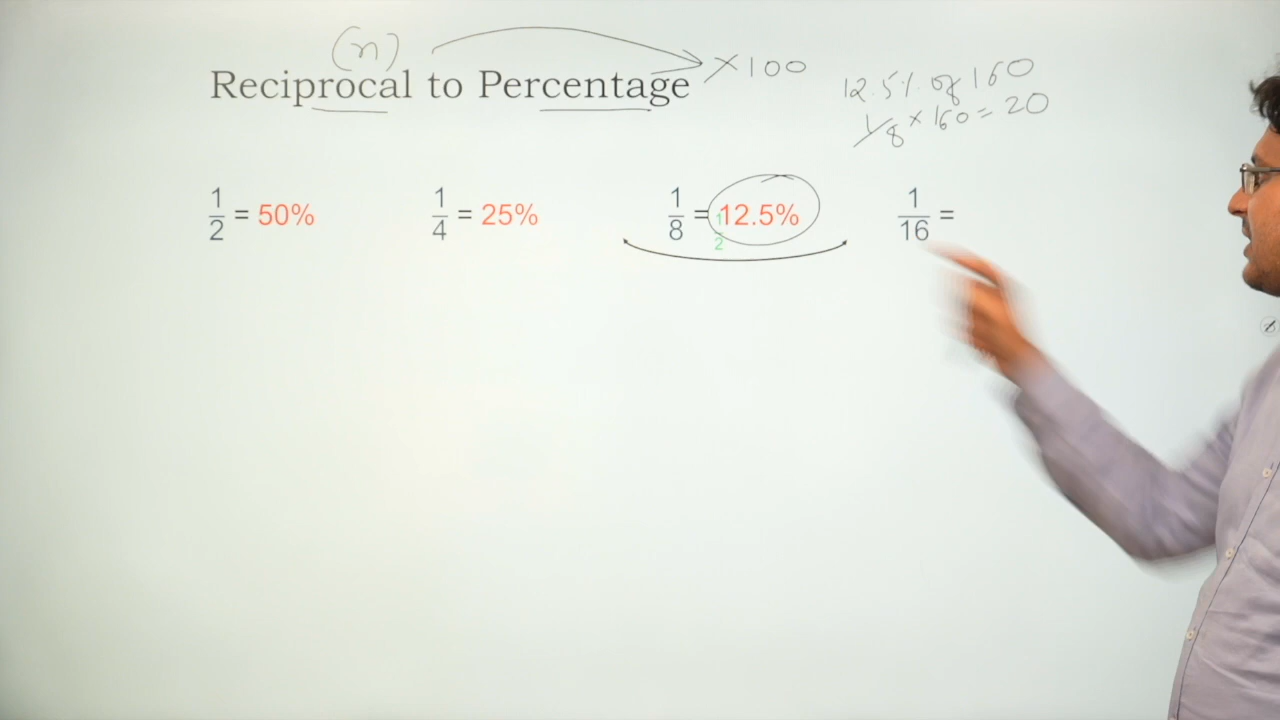 (n)
Reciprocal to Percentage ×100
12.5% of 160
1/8 × 160 = 20
1/2 = 50%
1/4 = 25%
1/8 = 12.5%
1/2
1/16 =